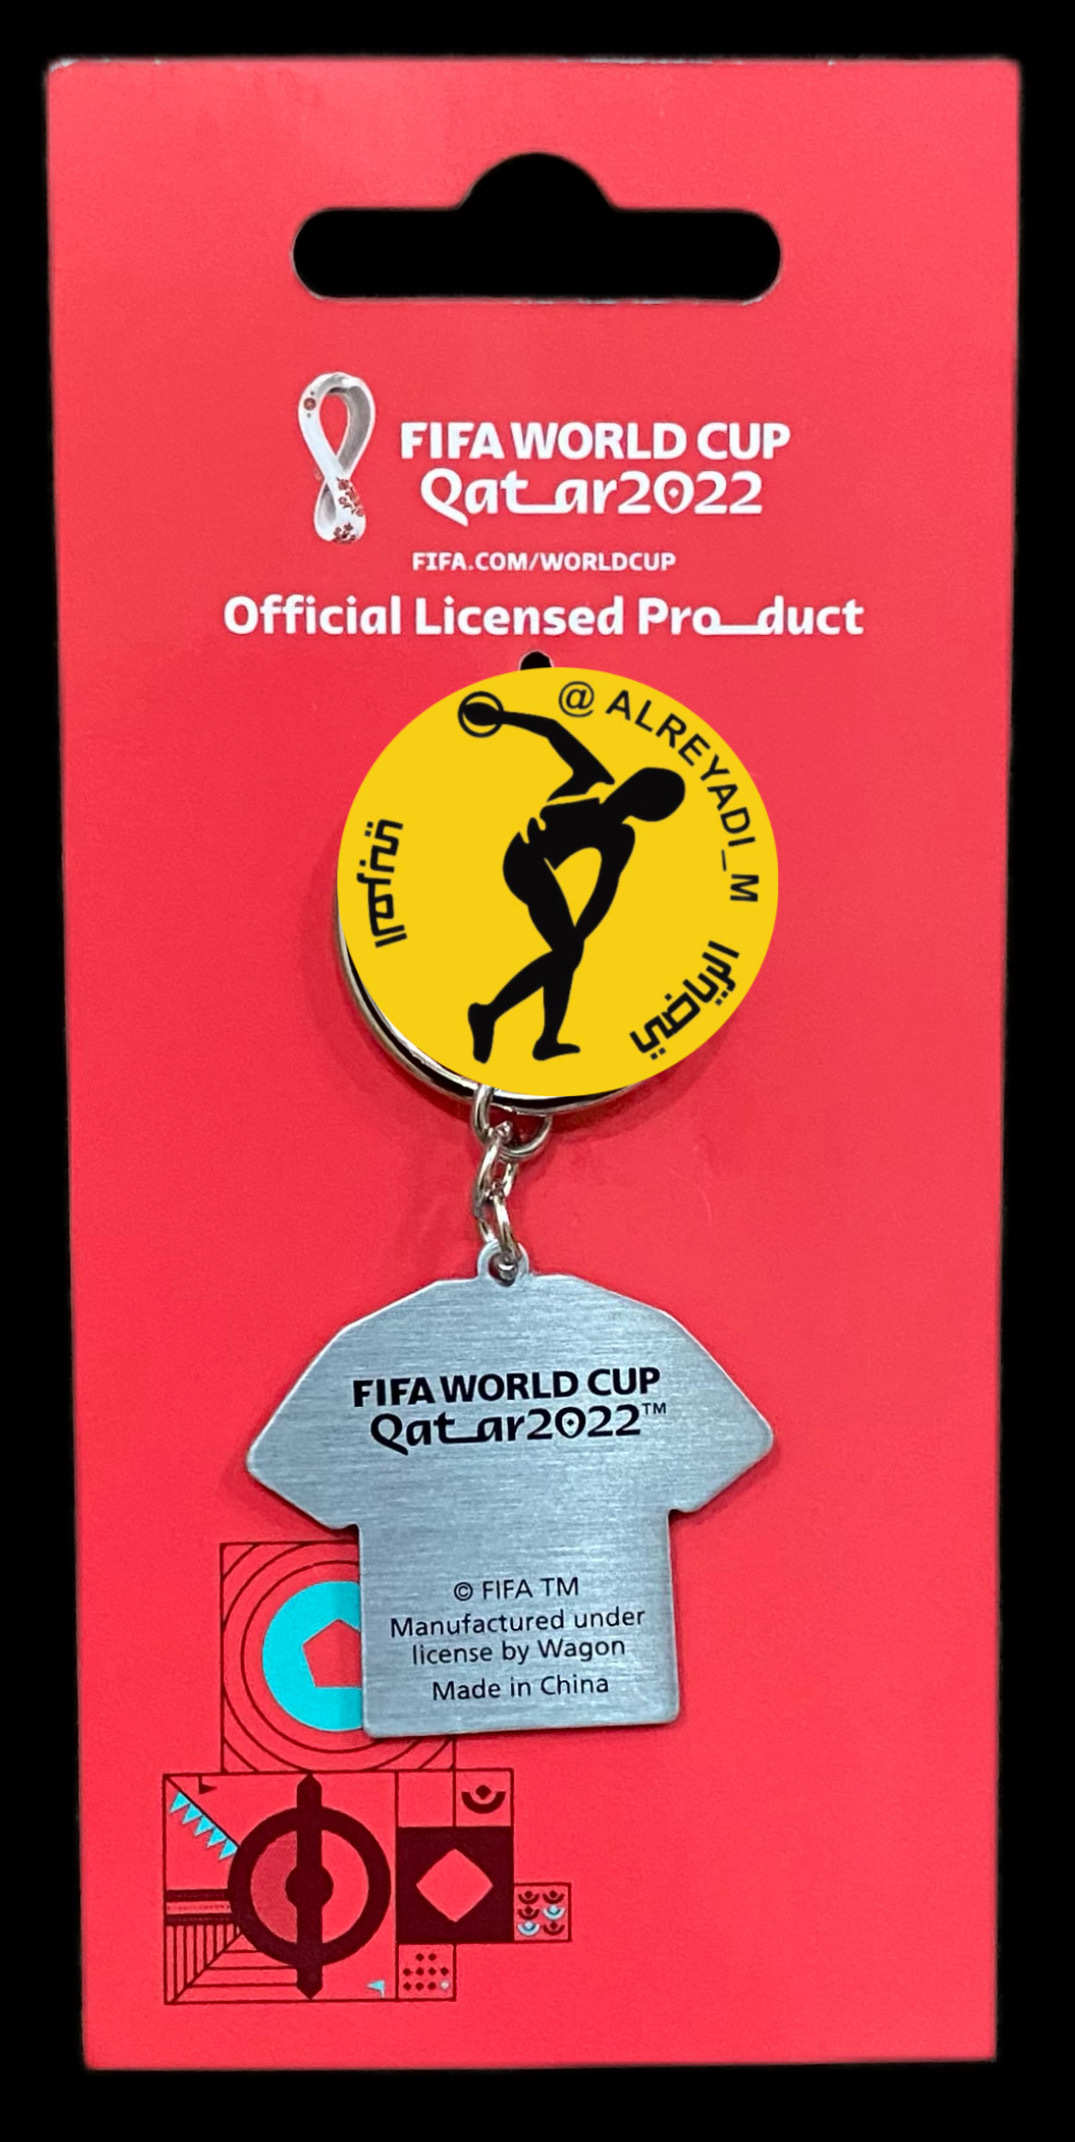 FIFA WORLD CUP
Qatar2022
FIFA.COM/WORLDCUP
Official Licensed Product
@ALREYADI_M
الرياضي
FIFA WORLD CUP
Qatar2022™
© FIFA TM
Manufactured under
license by Wagon
Made in China